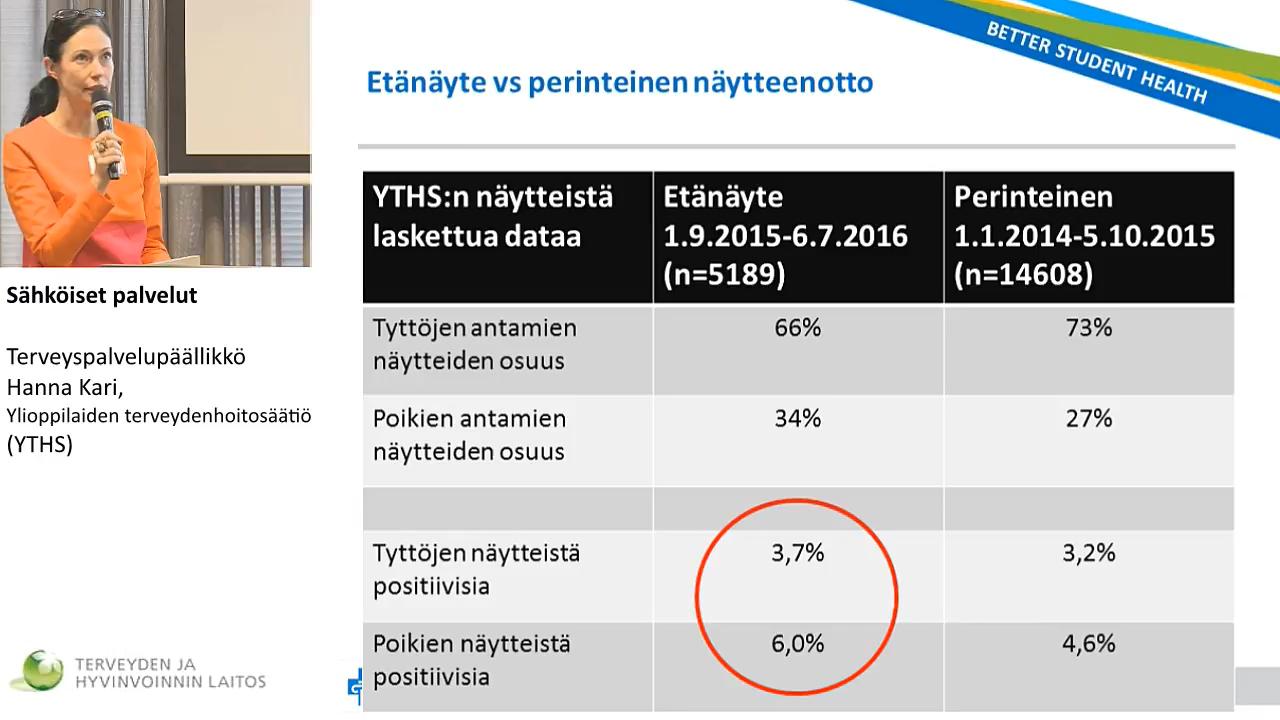 BETTER STUDENT HEALTH
Etänäyte vs perinteinen näytteenotto
YTHS:n näytteistä
laskettua dataa
Etänäyte
1.9.2015-6.7.2016
(n=5189)
Perinteinen
1.1.2014-5.10.2015
(n=14608)
Tyttöjen antamien
näytteiden osuus
66%
73%
Poikien antamien
näytteiden osuus
34%
27%
Tyttöjen näytteistä
positiivisia
3,7%
3,2%
Poikien näytteistä
positiivisia
6,0%
4,6%
Sähköiset palvelut
Terveyspalvelupäällikkö
Hanna Kari,
Ylioppilaiden terveydenhoitosäätiö
(YTHS)
TERVEYDEN JA
HYVINVOINNIN LAITOS